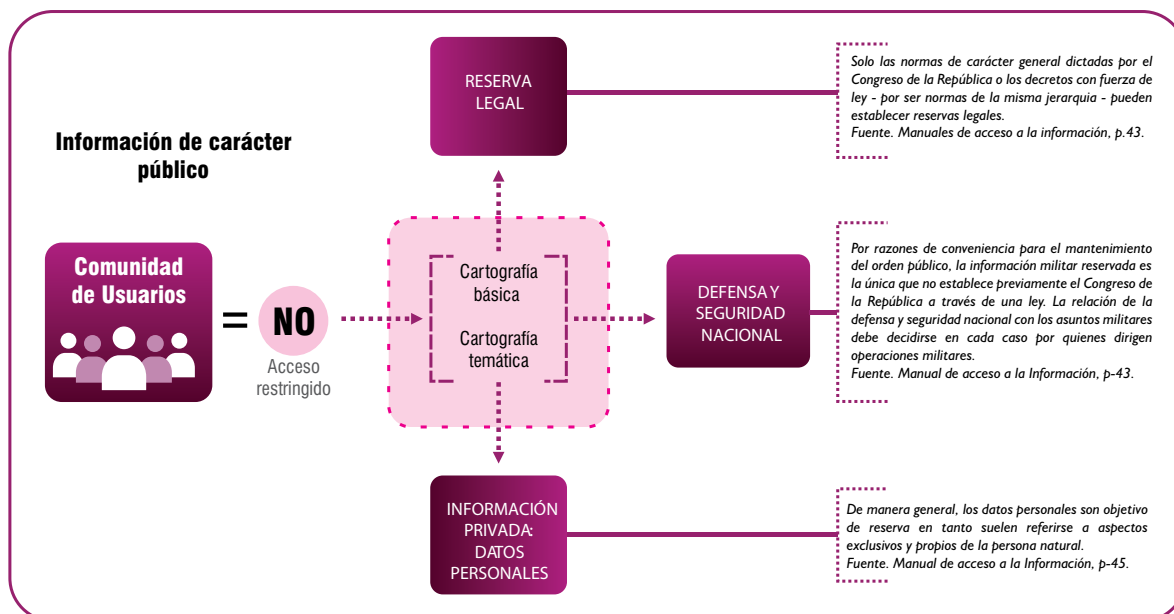 Información de carácter
público
Comunidad
de Usuarios
=
NO
Acceso
restringido
Cartografía
básica
Cartografía
temática
RESERVA
LEGAL
Solo las normas de carácter general dictadas por el
Congreso de la República o los decretos con fuerza de
ley - por ser normas de la misma jerarquia - pueden
establecer reservas legales.
Fuente. Manuales de acceso a la información, p.43.
DEFENSA Y
SEGURIDAD
NACIONAL
Por razones de conveniencia para el mantenimiento
del orden público, la información militar reservada es
la única que no establece previamente el Congreso de
la República a través de una ley. La relación de la
defensa y seguridad nacional con los asuntos militares
debe decidirse en cada caso por quienes dirigen
operaciones militares.
Fuente. Manual de acceso a la Información, p-43.
INFORMACIÓN
PRIVADA:
DATOS
PERSONALES
De manera general, los datos personales son objetivo
de reserva en tanto suelen referirse a aspectos
exclusivos y propios de la persona natural.
Fuente. Manual de acceso a la Información, p-45.